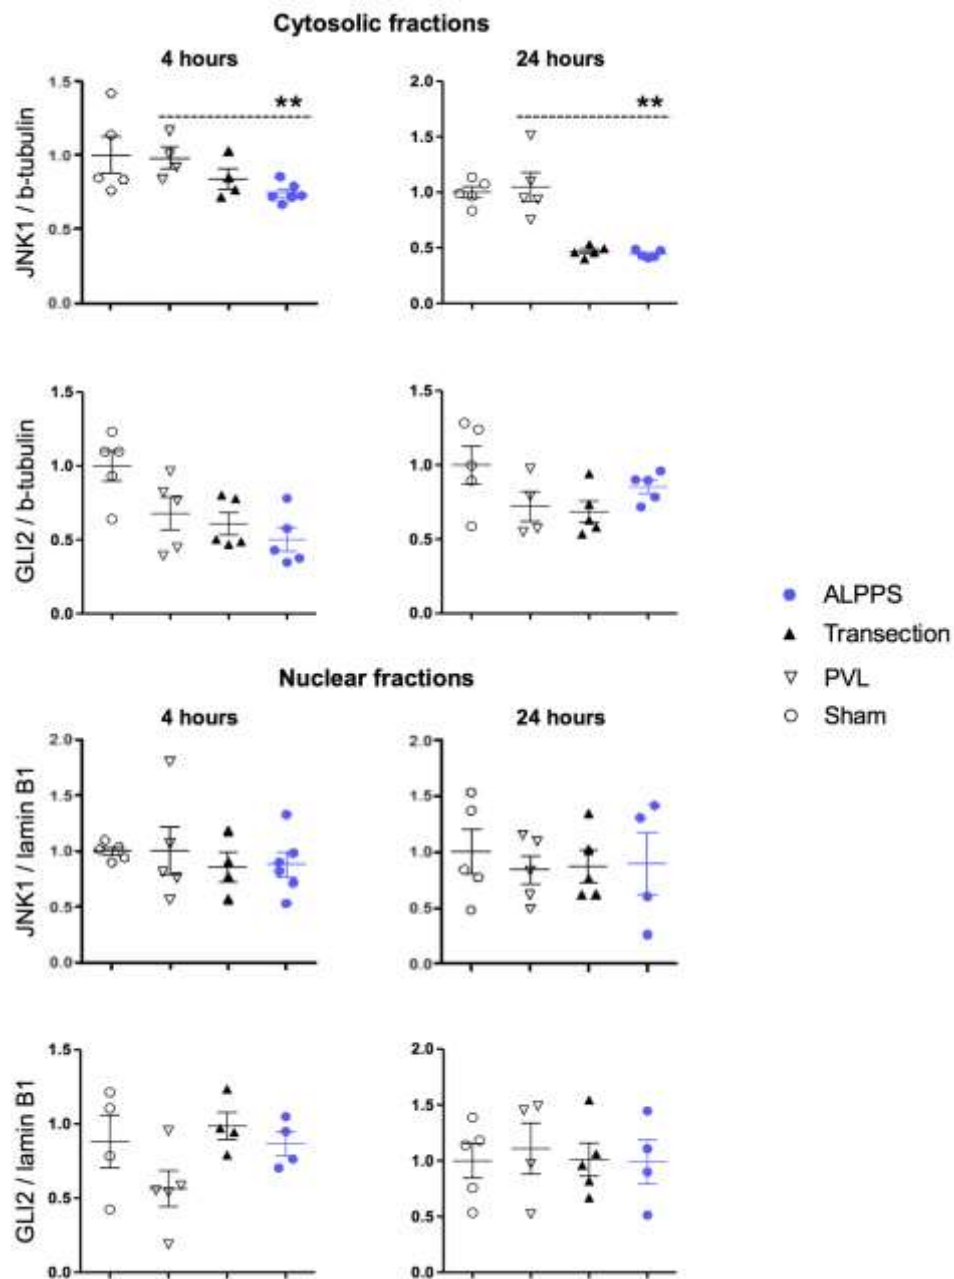 Cytosolic fractions
4 hours
24 hours
JNK1 / b-tubulin
1.5
1.0
0.5
0.0
**
2.0
1.5
1.0
0.5
0.0
**
GLI2 / b-tubulin
1.5
1.0
0.5
0.0
1.5
1.0
0.5
0.0
ALPPS
Transection
PVL
Sham
Nuclear fractions
4 hours
24 hours
JNK1 / lamin B1
2.0
1.5
1.0
0.5
0.0
2.0
1.5
1.0
0.5
0.0
GLI2 / lamin B1
1.5
1.0
0.5
0.0
2.0
1.5
1.0
0.5
0.0